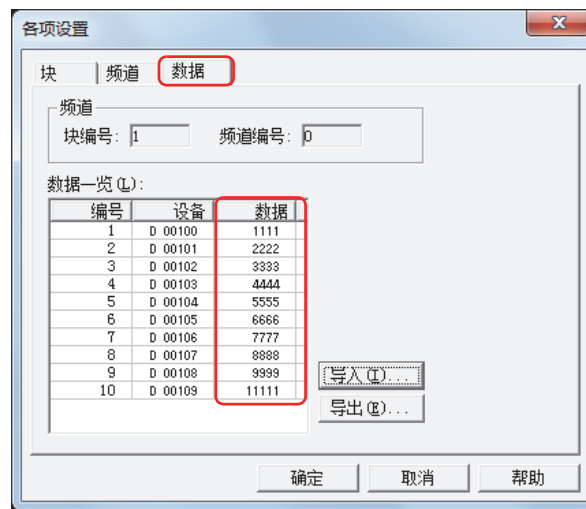 各项设置
块 频道 数据
频道
块编号: 1 频道编号: 0
数据一览(L):
编号 设备 数据
1 D 00100 1111
2 D 00101 2222
3 D 00102 3333
4 D 00103 4444
5 D 00104 5555
6 D 00105 6666
7 D 00106 7777
8 D 00107 8888
9 D 00108 9999
10 D 00109 11111
导入(I)...
导出(E)...
确定 取消 帮助